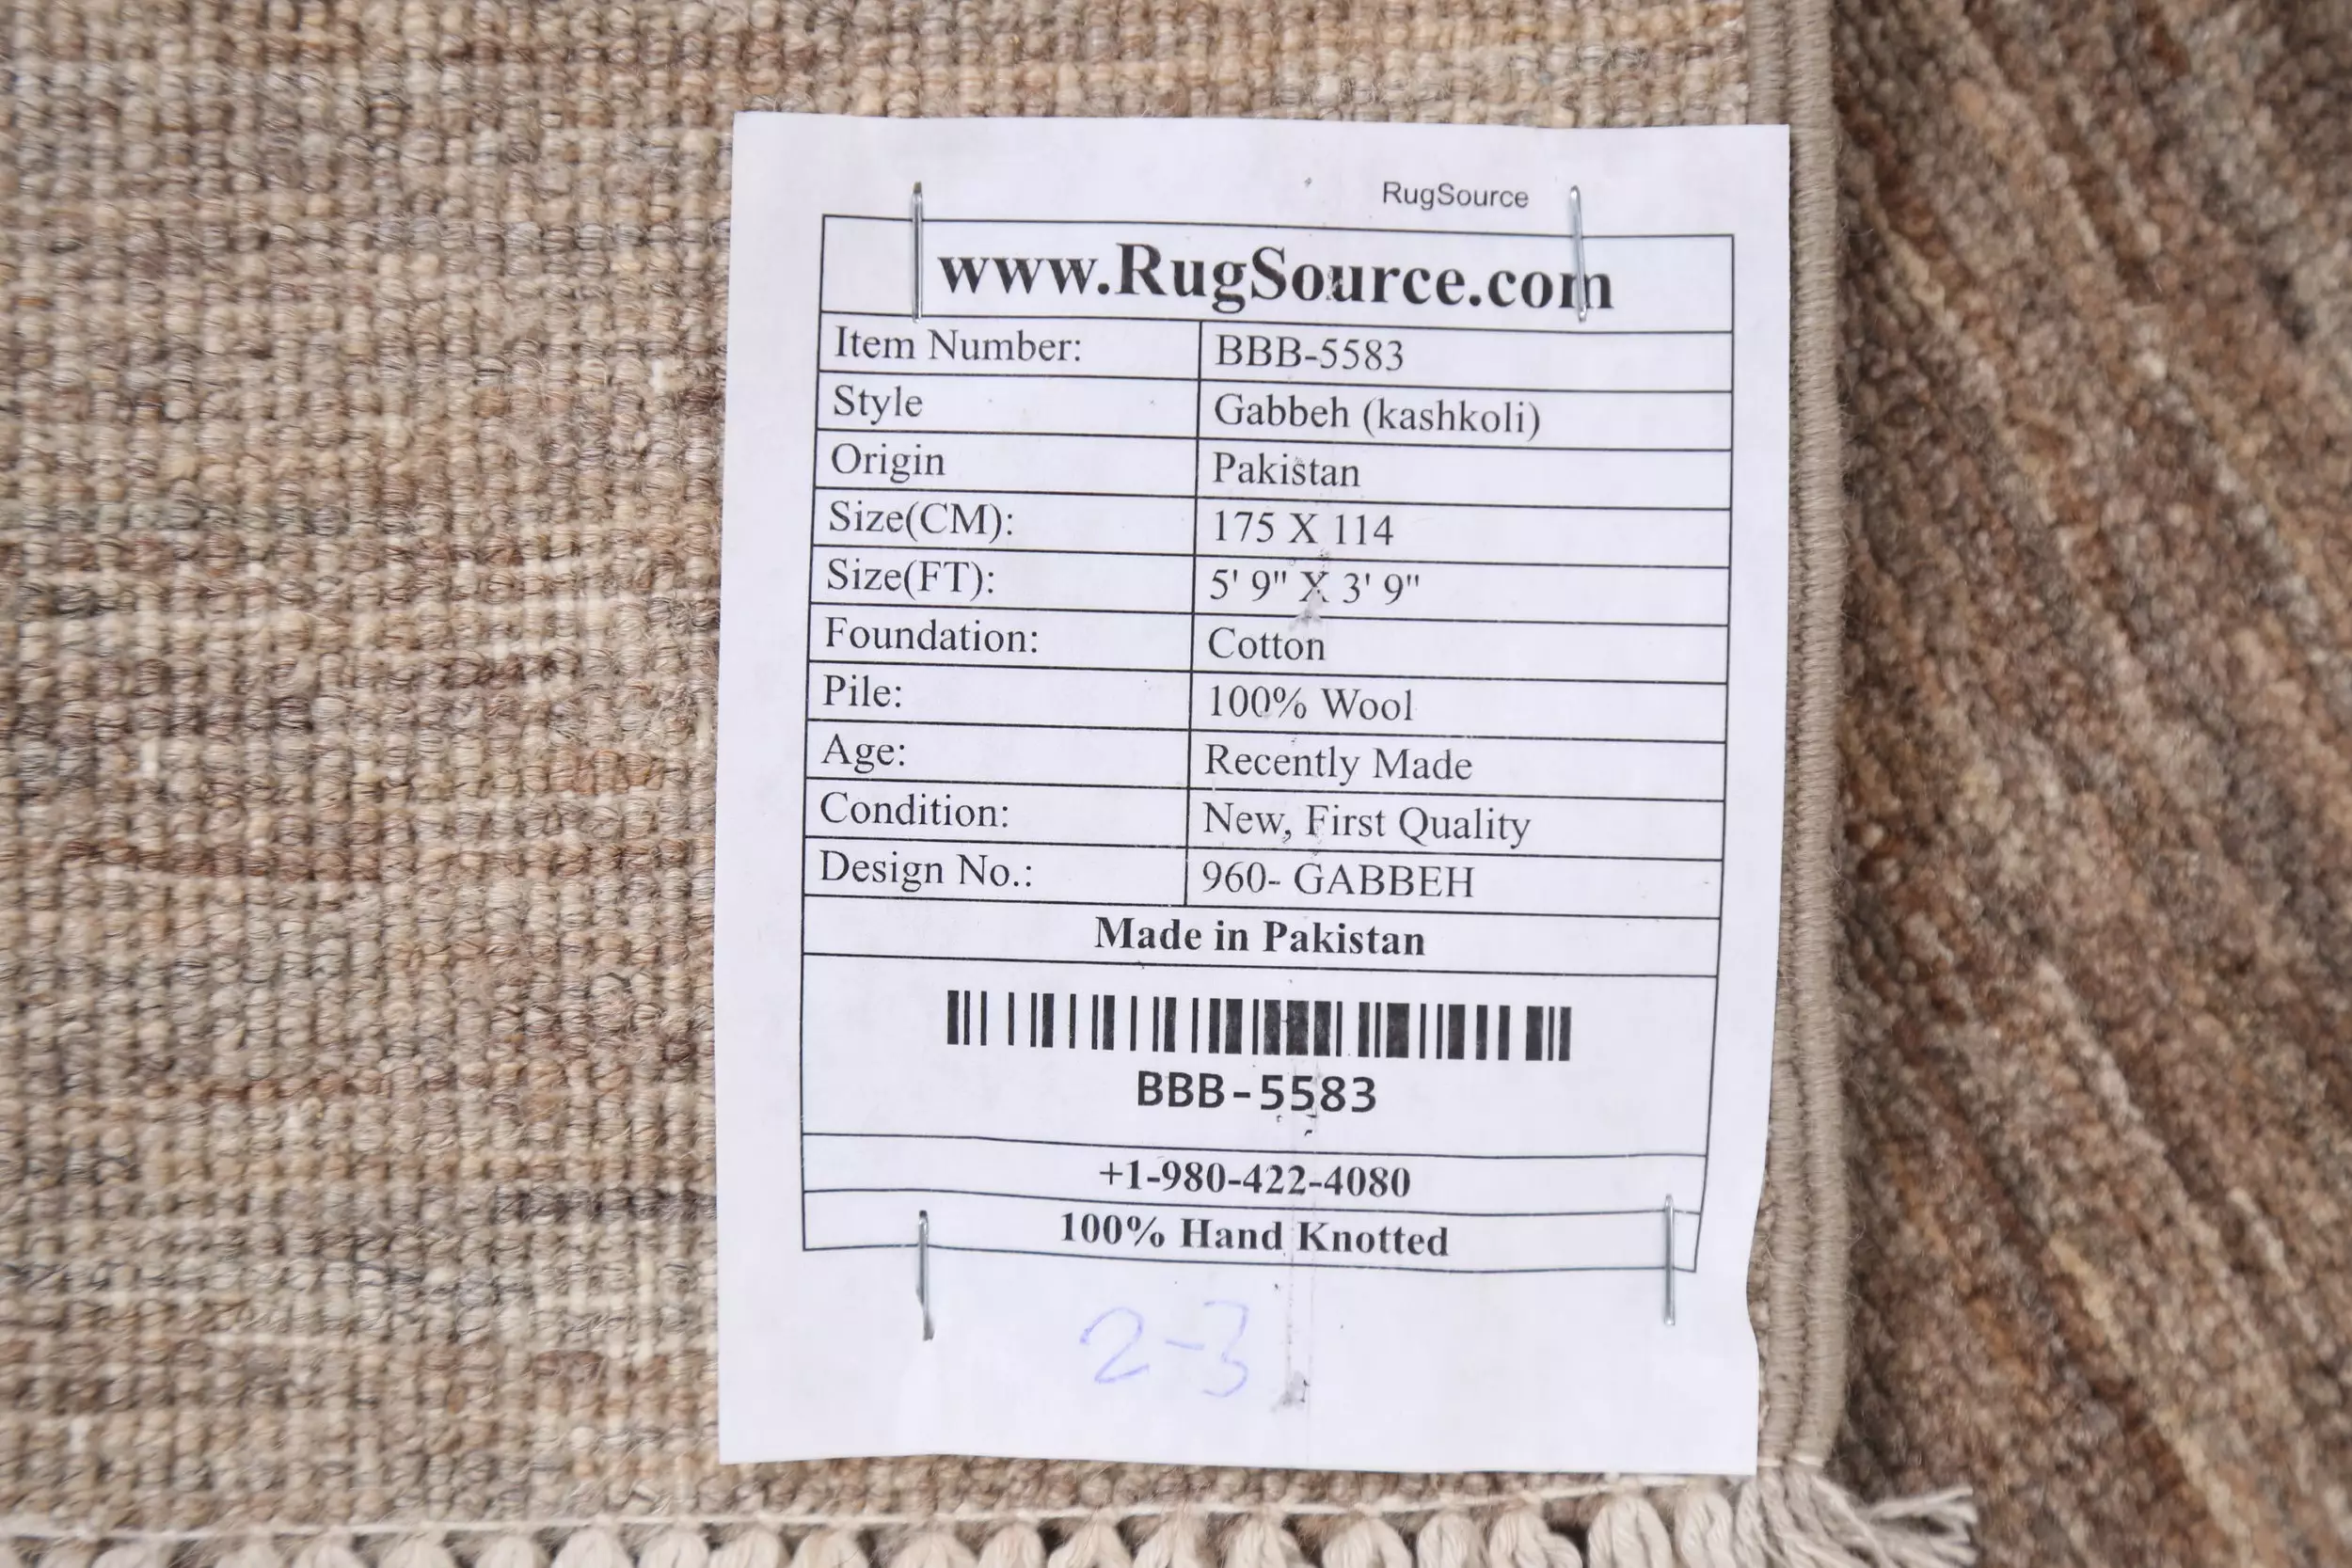 RugSource
www.RugSource.com
Item Number: BBB-5583
Style Gabbeh (kashkoli)
Origin Pakistan
Size(CM): 175 X 114
Size(FT): 5' 9" X 3' 9"
Foundation: Cotton
Pile: 100% Wool
Age: Recently Made
Condition: New, First Quality
Design No.: 960- GABBEH
Made in Pakistan
BBB-5583
+1-980-422-4080
100% Hand Knotted
2-3